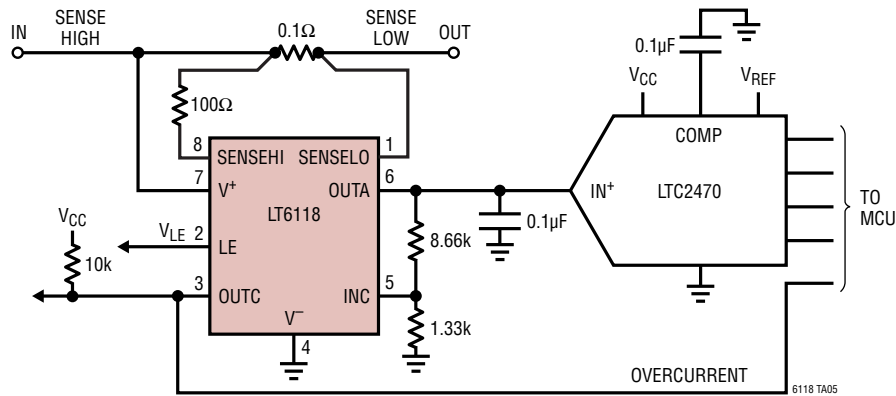 IN
SENSE
HIGH
0.1Ω
SENSE
LOW
OUT
0.1µF
100Ω
VCC
VREF
8
SENSEHI
SENSELO
1
COMP
7
V+
LT6118
OUTA
6
IN+
LTC2470
TO
MCU
VCC
VLE
2
LE
8.66k
0.1µF
10k
3
OUTC
INC
5
V−
4
1.33k
OVERCURRENT
6118 TA05